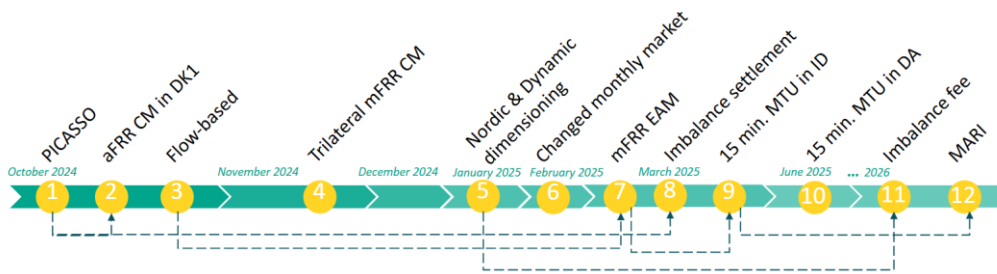 PICASSO
aFRR CM in DK1
Flow-based
Trilateral mFRR CM
Nordic & Dynamic
dimensioning
Changed monthly market
mFRR EAM
Imbalance settlement
15 min. MTU in ID
15 min. MTU in DA
Imbalance fee
MARI
October 2024
November 2024
December 2024
January 2025
February 2025
March 2025
June 2025
... 2026
1
2
3
4
5
6
7
8
9
10
11
12